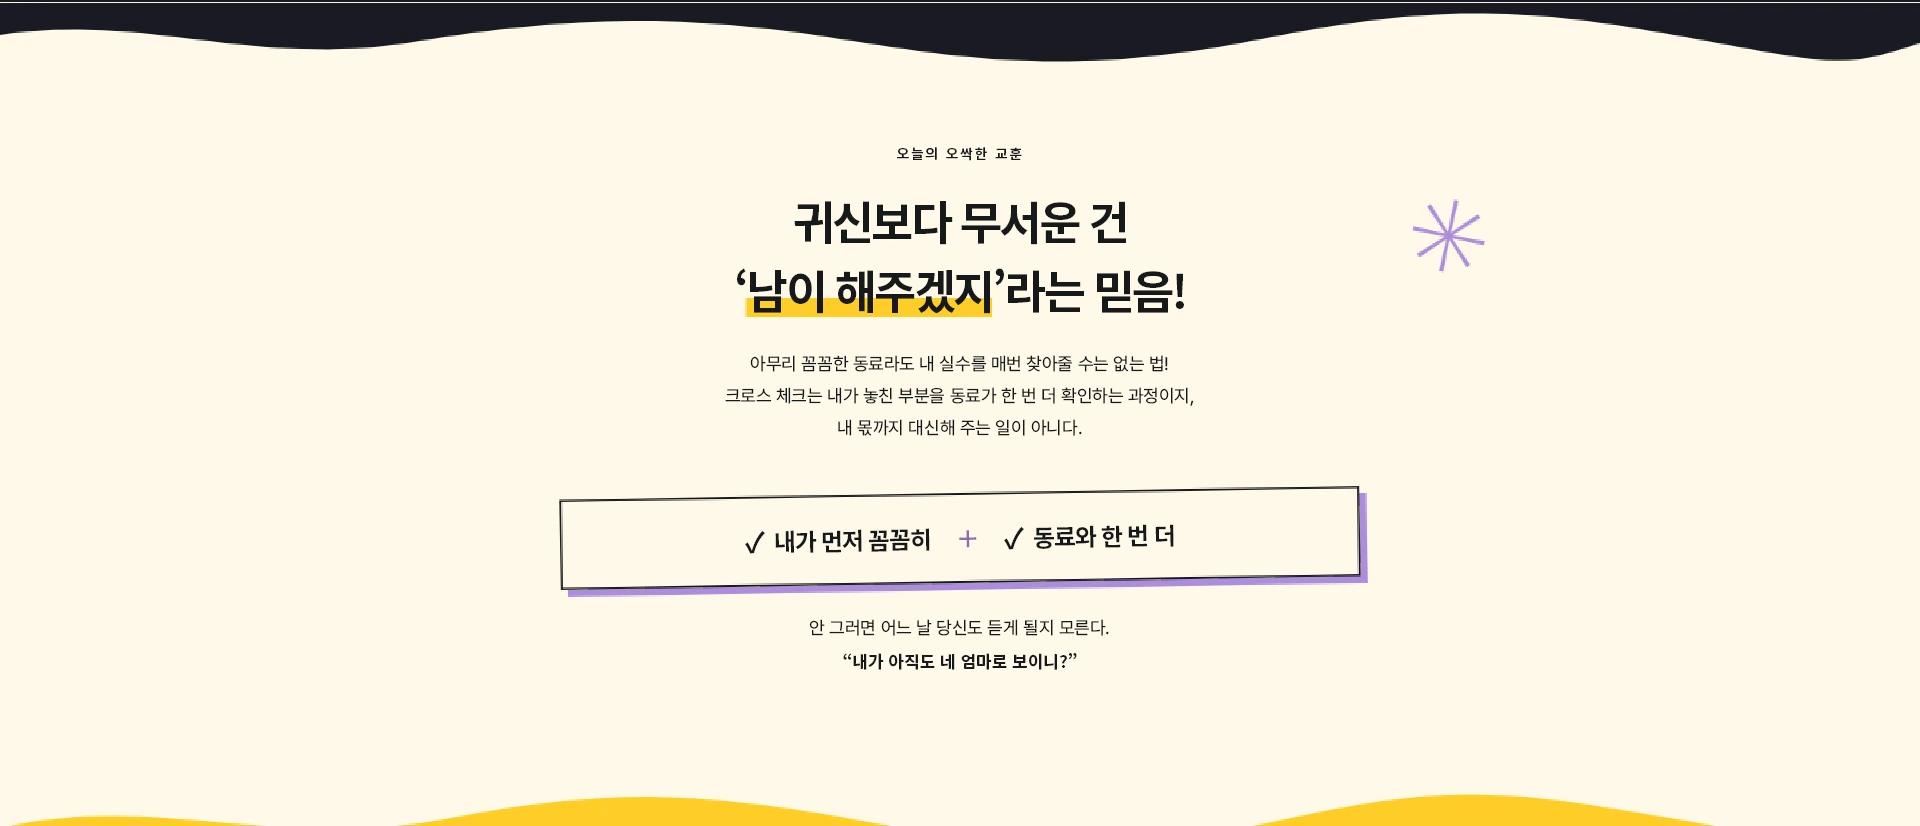 오늘의 오싹한 교훈
귀신보다 무서운 건
‘남이 해주겠지’라는 믿음!
아무리 꼼꼼한 동료라도 내 실수를 매번 찾아줄 수는 없는 법!
크로스 체크는 내가 놓친 부분을 동료가 한 번 더 확인하는 과정이지,
내 몫까지 대신해 주는 일이 아니다.
✓ 내가 먼저 꼼꼼히 + ✓ 동료와 한 번 더
안 그러면 어느 날 당신도 듣게 될지 모른다.
“내가 아직도 네 엄마로 보이니?”